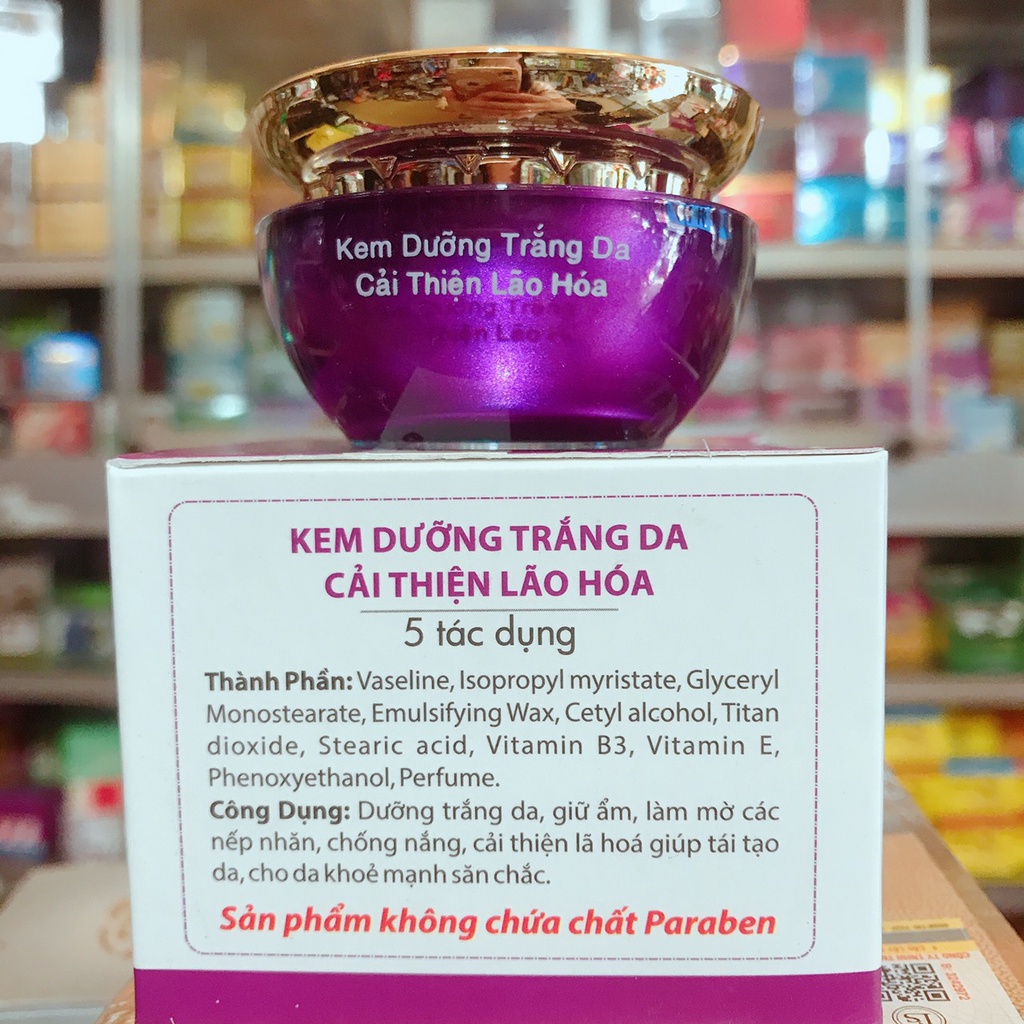 Kem Dưỡng Trắng Da
Cải Thiện Lão Hóa
KEM DƯỠNG TRẮNG DA
CẢI THIỆN LÃO HÓA
5 tác dụng
Thành Phần: Vaseline, Isopropyl myristate, Glyceryl
Monostearate, Emulsifying Wax, Cetyl alcohol, Titan
dioxide, Stearic acid, Vitamin B3, Vitamin E,
Phenoxyethanol, Perfume.
Công Dụng: Dưỡng trắng da, giữ ẩm, làm mờ các
nếp nhăn, chống nắng, cải thiện lã hoá giúp tái tạo
da, cho da khoẻ mạnh săn chắc.
Sản phẩm không chứa chất Paraben